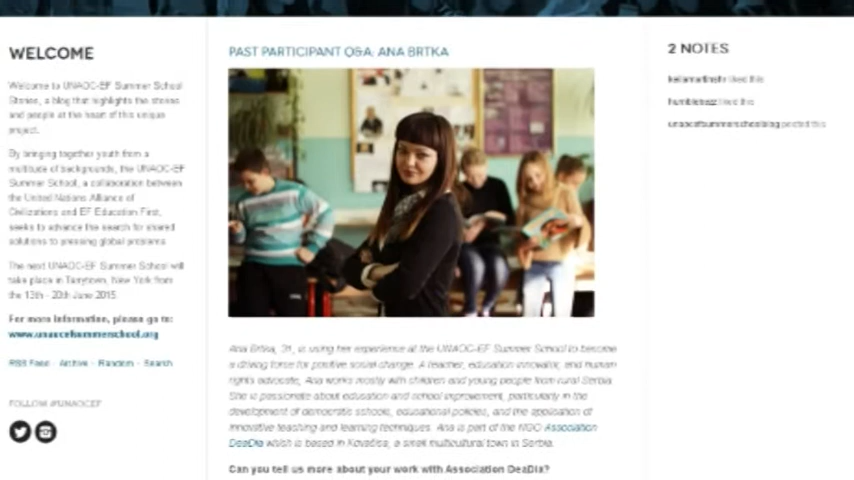 WELCOME
Welcome to UNAOC-EF Summer School
Stories, a blog that highlights the stories
and people at the heart of this unique
project.
By bringing together youth from a
multitude of backgrounds, the UNAOC-EF
Summer School, a collaboration between
the United Nations Alliance of
Civilizations and EF Education First,
seeks to advance the search for shared
solutions to pressing global problems
The next UNAOC-EF Summer School will
take place in Tarrytown, New York from
the 13th - 20th June 2015.
For more information, please go to:
www.unaocefsummerschool.org
RSS Feed - Archive - Random - Search
FOLLOW #UNAOCEF
PAST PARTICIPANT Q&A: ANA BRTKA
Ana Brtka, 31, is using her experience at the UNAOC-EF Summer School to become
a driving force for positive social change. A teacher, education innovator, and human
rights advocate, Ana works mostly with children and young people from rural Serbia.
She is passionate about education and school improvement, particularly in the
development of democratic schools, educational policies, and the application of
innovative teaching and learning techniques. Ana is part of the NGO Association
DeaDia which is based in Kovačica, a small multicultural town in Serbia.
Can you tell us more about your work with Association DeaDia?
2 NOTES
liked this
liked this
unaocefsummerschoolblog posted this